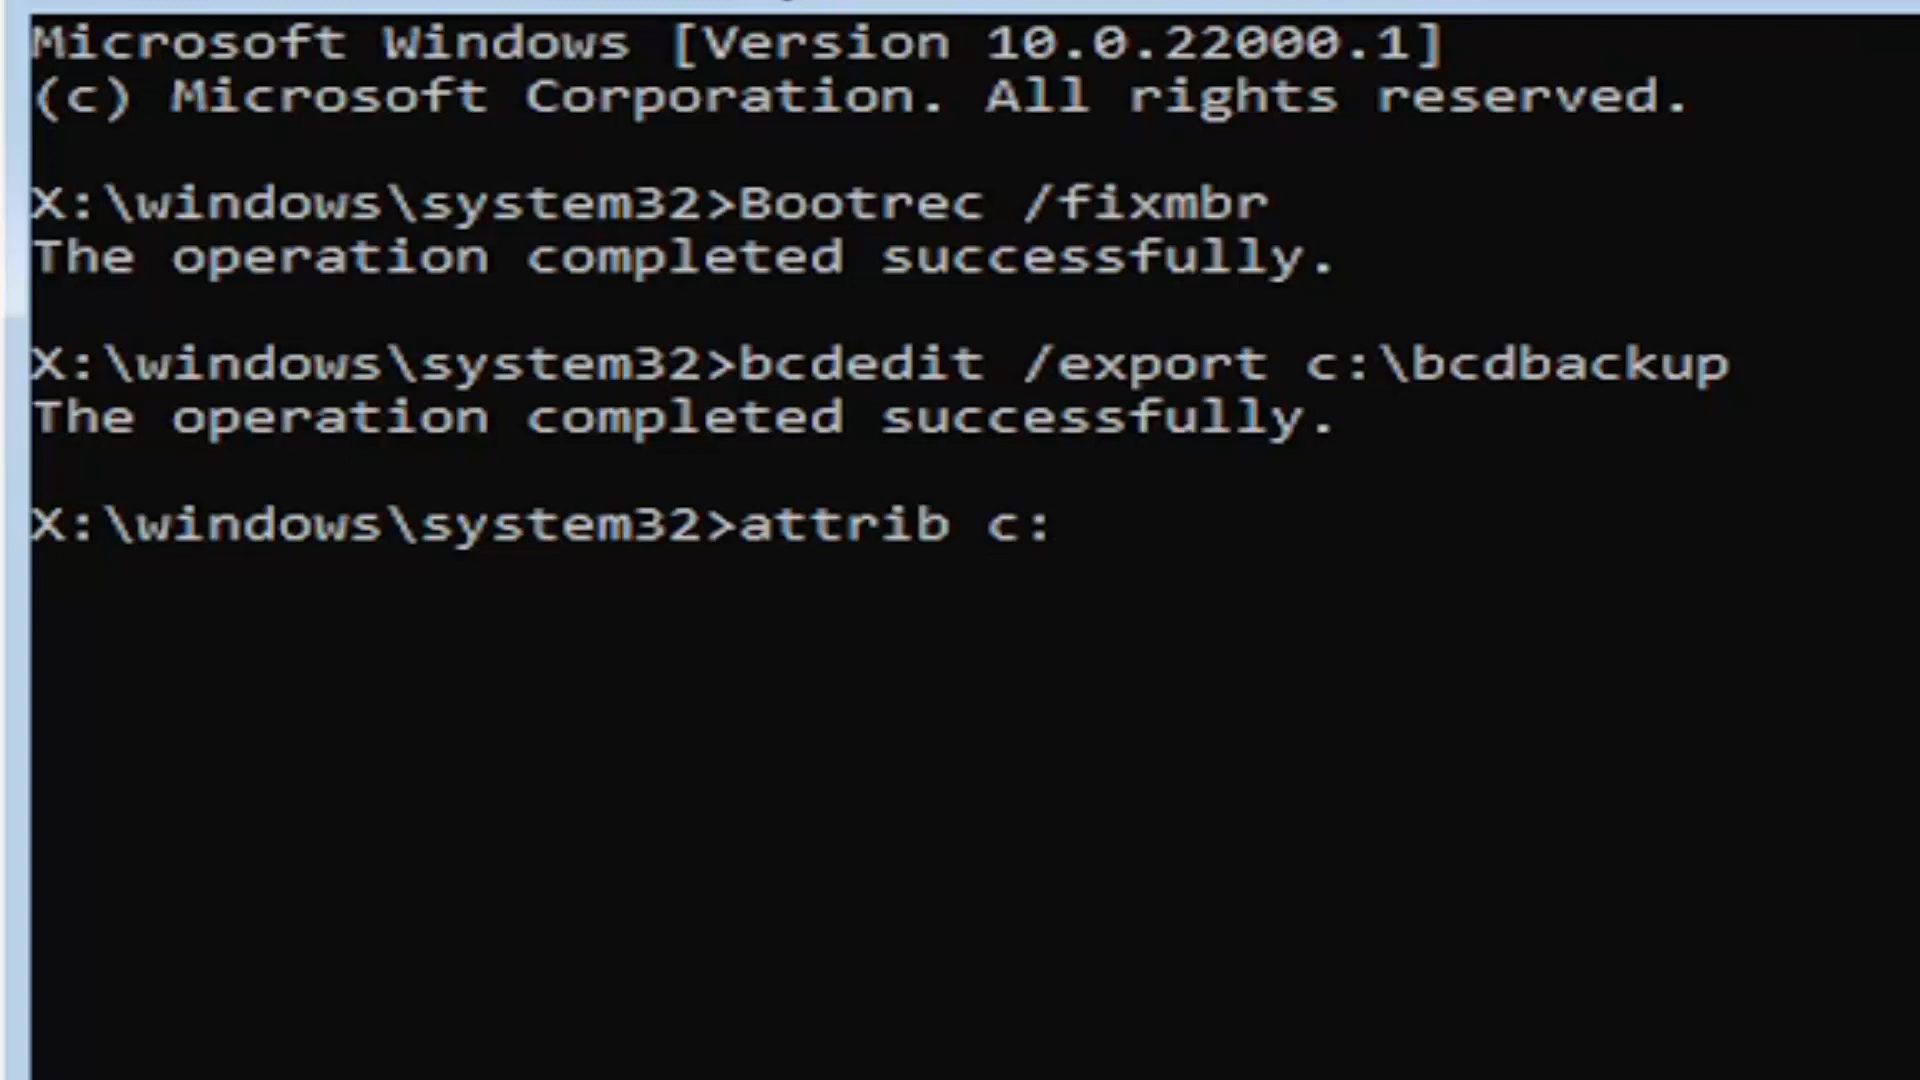 Microsoft Windows [Version 10.0.22000.1]
(c) Microsoft Corporation. All rights reserved.
X:\windows\system32>Bootrec /fixmbr
The operation completed successfully.
X:\windows\system32>bcdedit /export c:\bcdbackup
The operation completed successfully.
X:\windows\system32>attrib c: